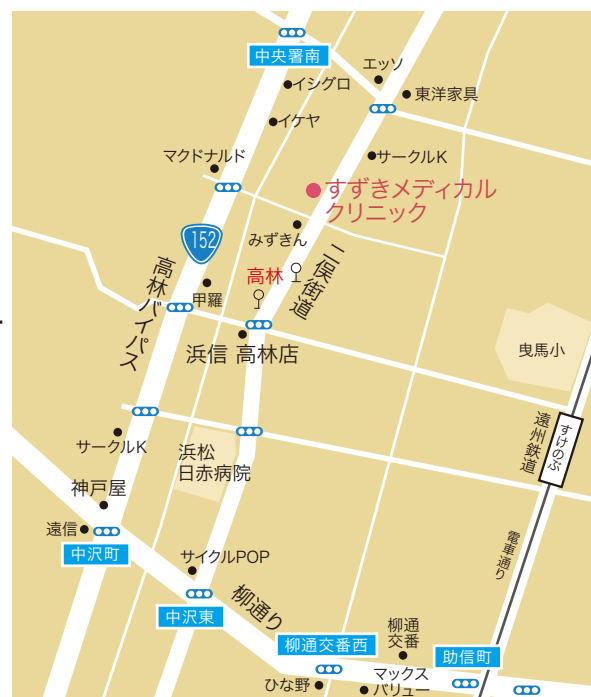 中央署南
エッソ
イシグロ
東洋家具
イケヤ
マクドナルド
サークルK
すずきメディカル
クリニック
152
みずきん
二俣街道
高林
高林バイパス
甲羅
浜信 高林店
曳馬小
サークルK
浜松
日赤病院
遠州鉄道
すけのぶ
神戸屋
遠信
中沢町
サイクルPOP
電車通り
中沢東
柳通り
柳通
交番
柳通交番西
助信町
ひな野
マックス
バリュー